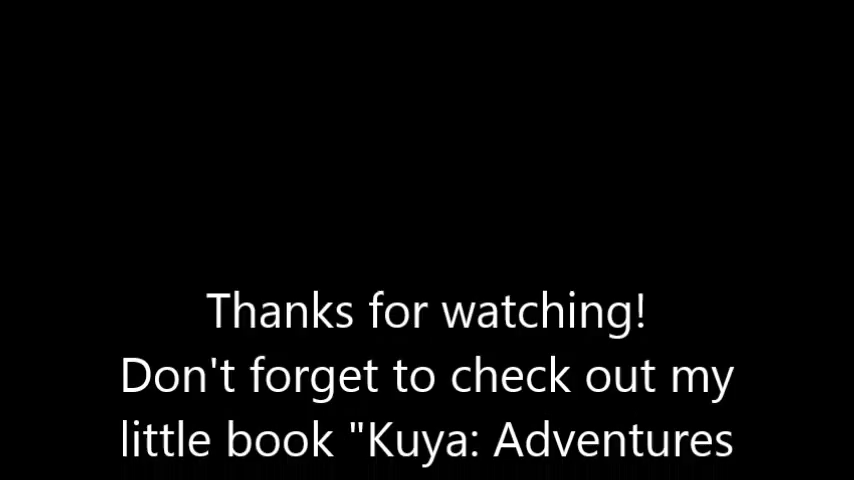 Thanks for watching!
Don't forget to check out my
little book "Kuya: Adventures